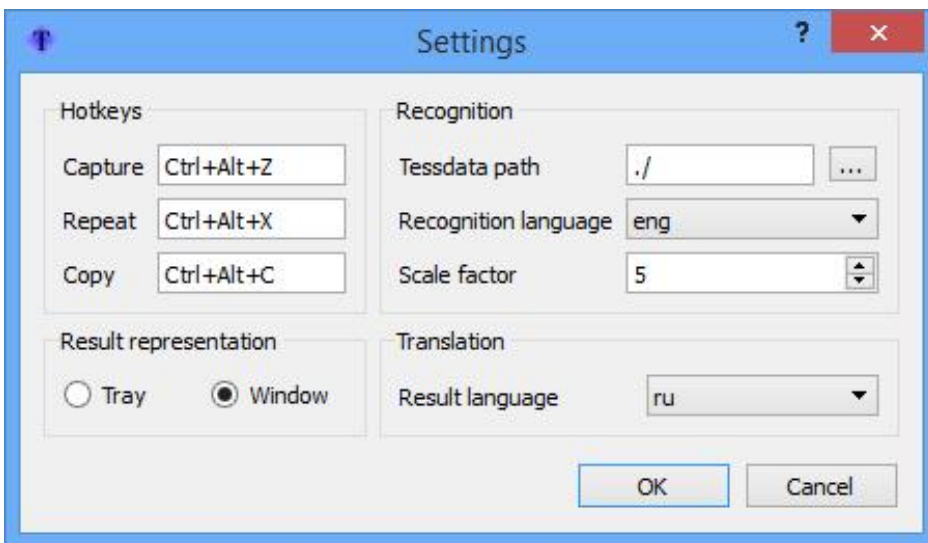 T
Settings
?
Hotkeys
Capture Ctrl+Alt+Z
Repeat Ctrl+Alt+X
Copy Ctrl+Alt+C
Recognition
Tessdata path ./ ...
Recognition language eng
Scale factor 5
Result representation
Tray Window
Translation
Result language ru
OK Cancel